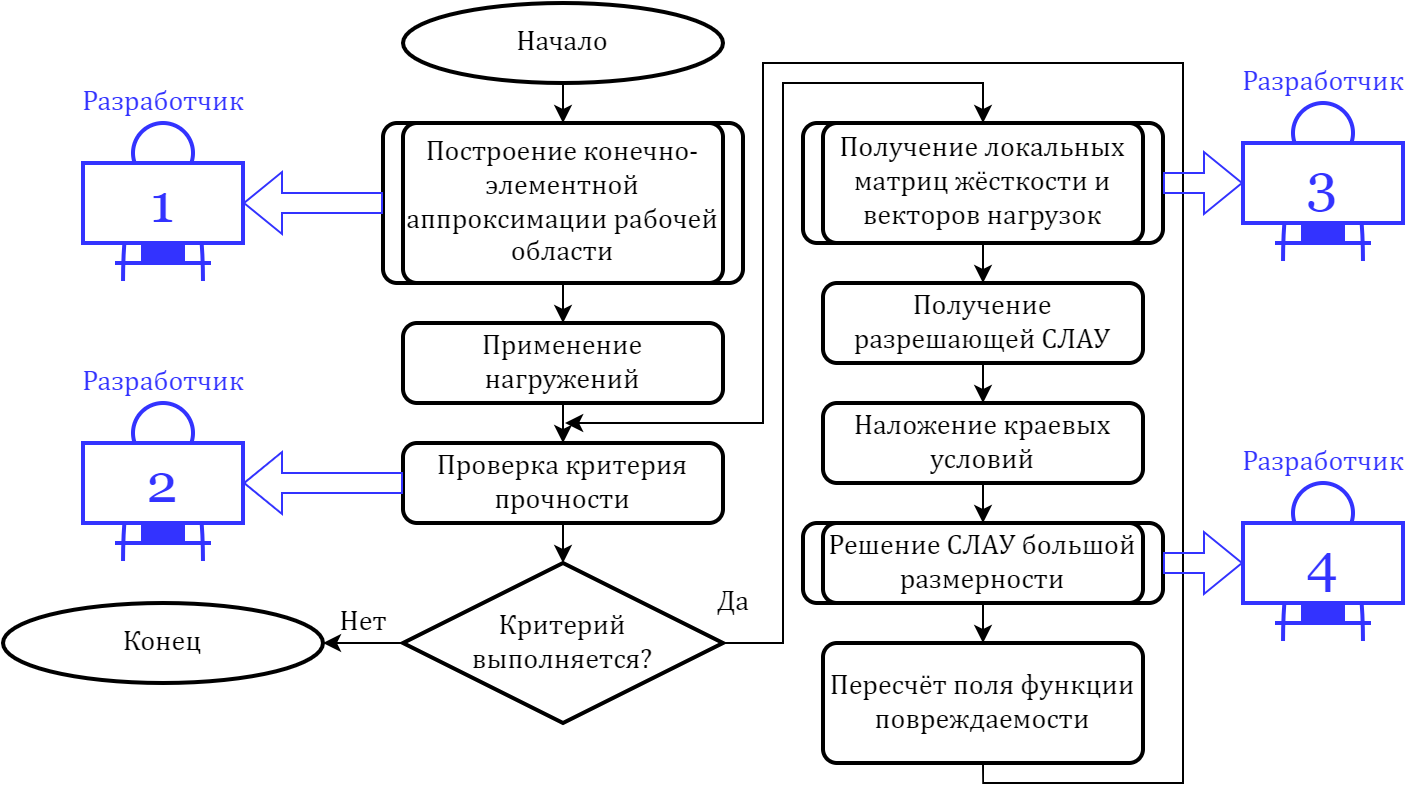 Начало
Разработчик
1
Построение конечно-
элементной
аппроксимации рабочей
области
Применение
нагружений
Разработчик
2
Проверка критерия
прочности
Критерий
выполняется?
Нет
Конец
Да
Получение локальных
матриц жёсткости и
векторов нагрузок
Разработчик
3
Получение
разрешающей СЛАУ
Наложение краевых
условий
Решение СЛАУ большой
размерности
Разработчик
4
Пересчёт поля функции
повреждаемости